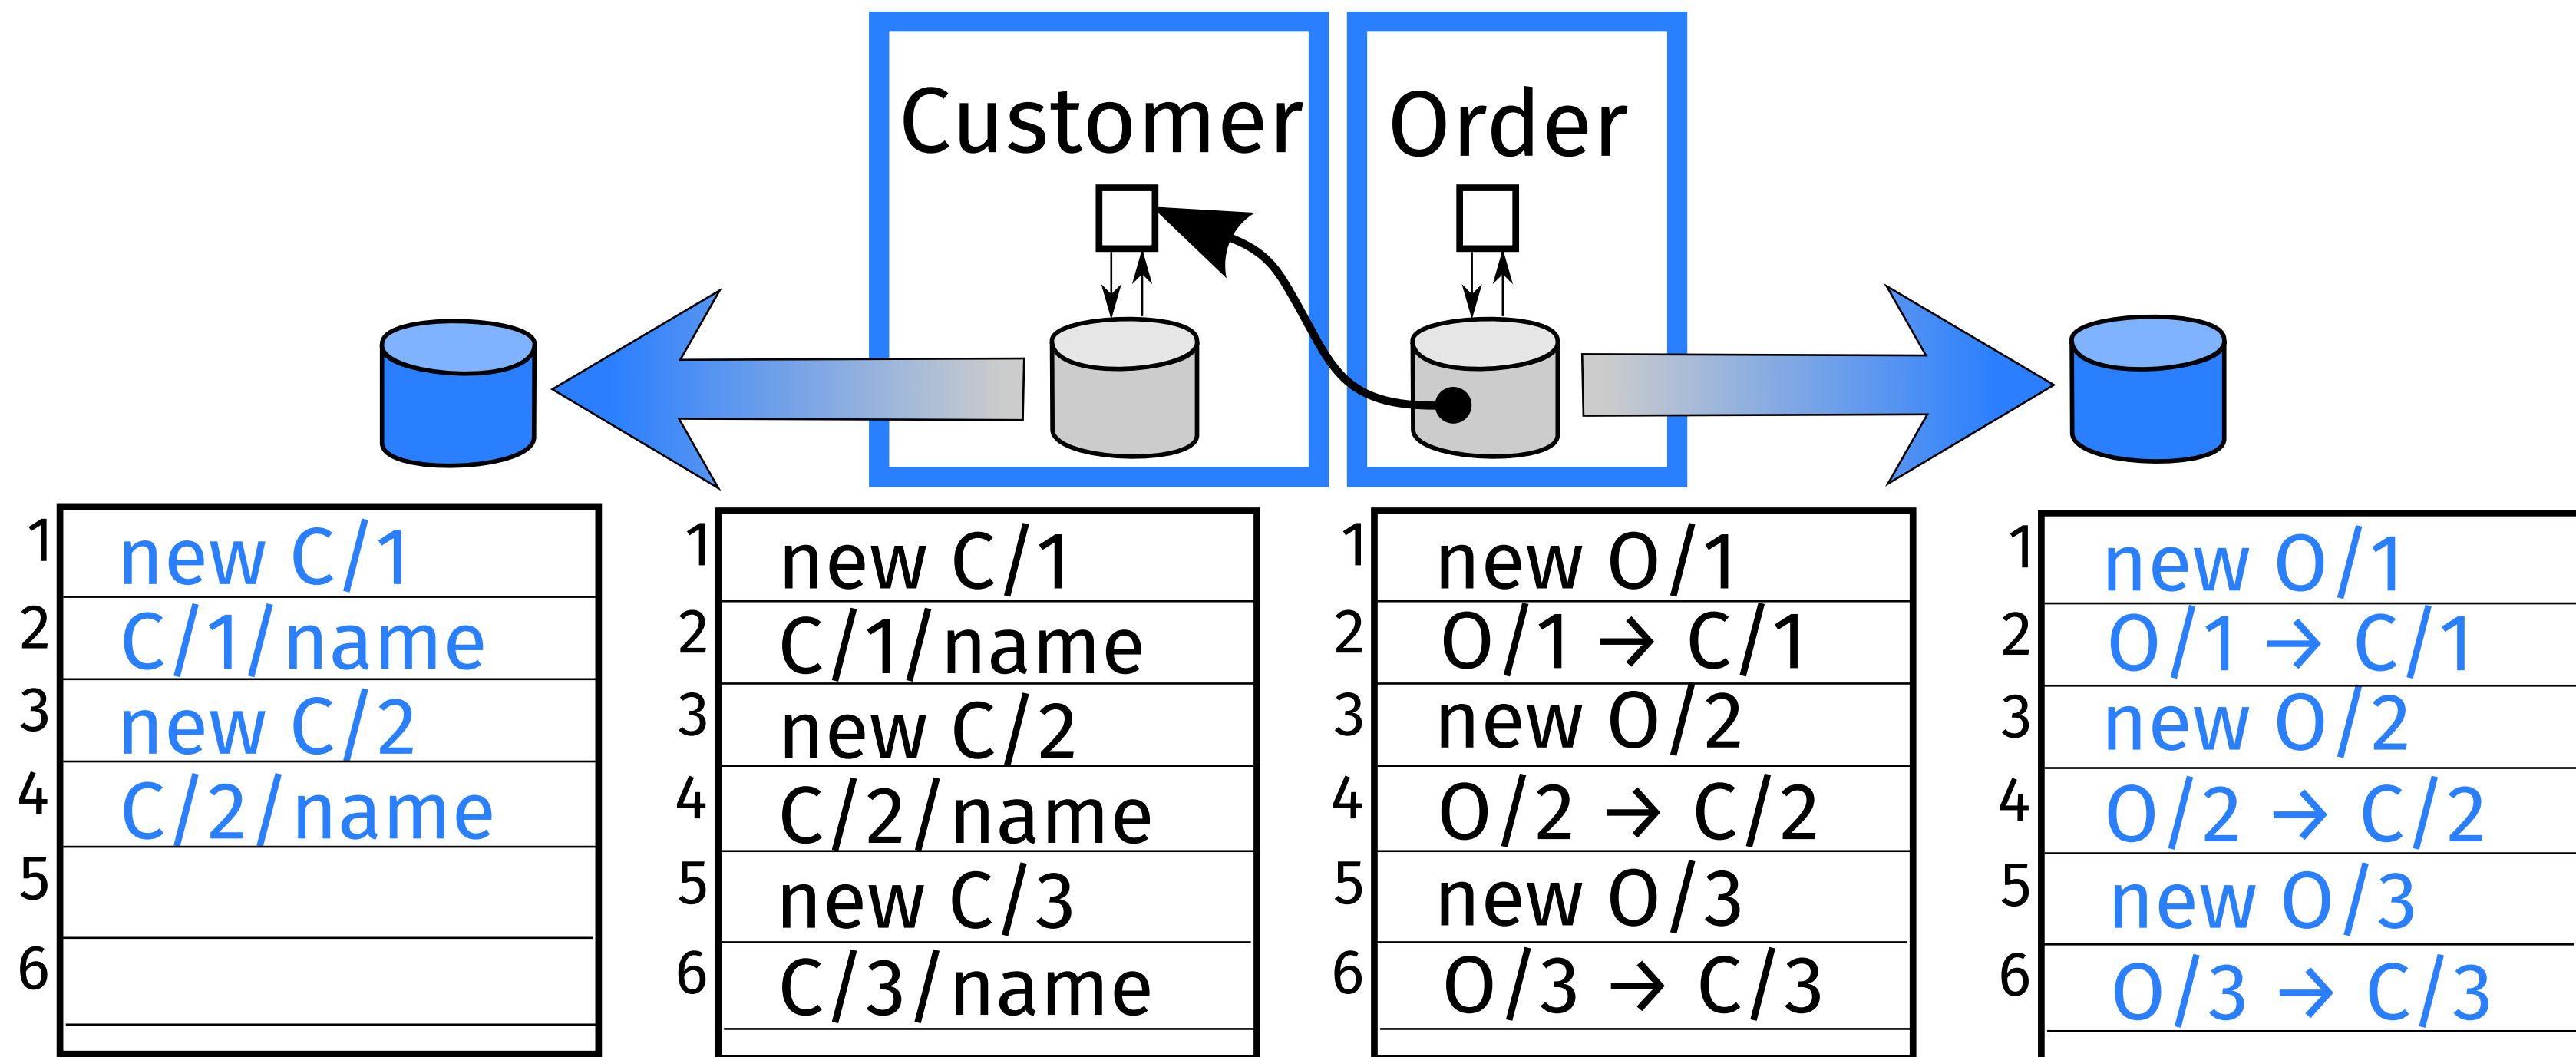 Customer
Order
1 new C/1
2 C/1/name
3 new C/2
4 C/2/name
5
6
1 new C/1
2 C/1/name
3 new C/2
4 C/2/name
5 new C/3
6 C/3/name
1 new O/1
2 O/1 → C/1
3 new O/2
4 O/2 → C/2
5 new O/3
6 O/3 → C/3
1 new O/1
2 O/1 → C/1
3 new O/2
4 O/2 → C/2
5 new O/3
6 O/3 → C/3